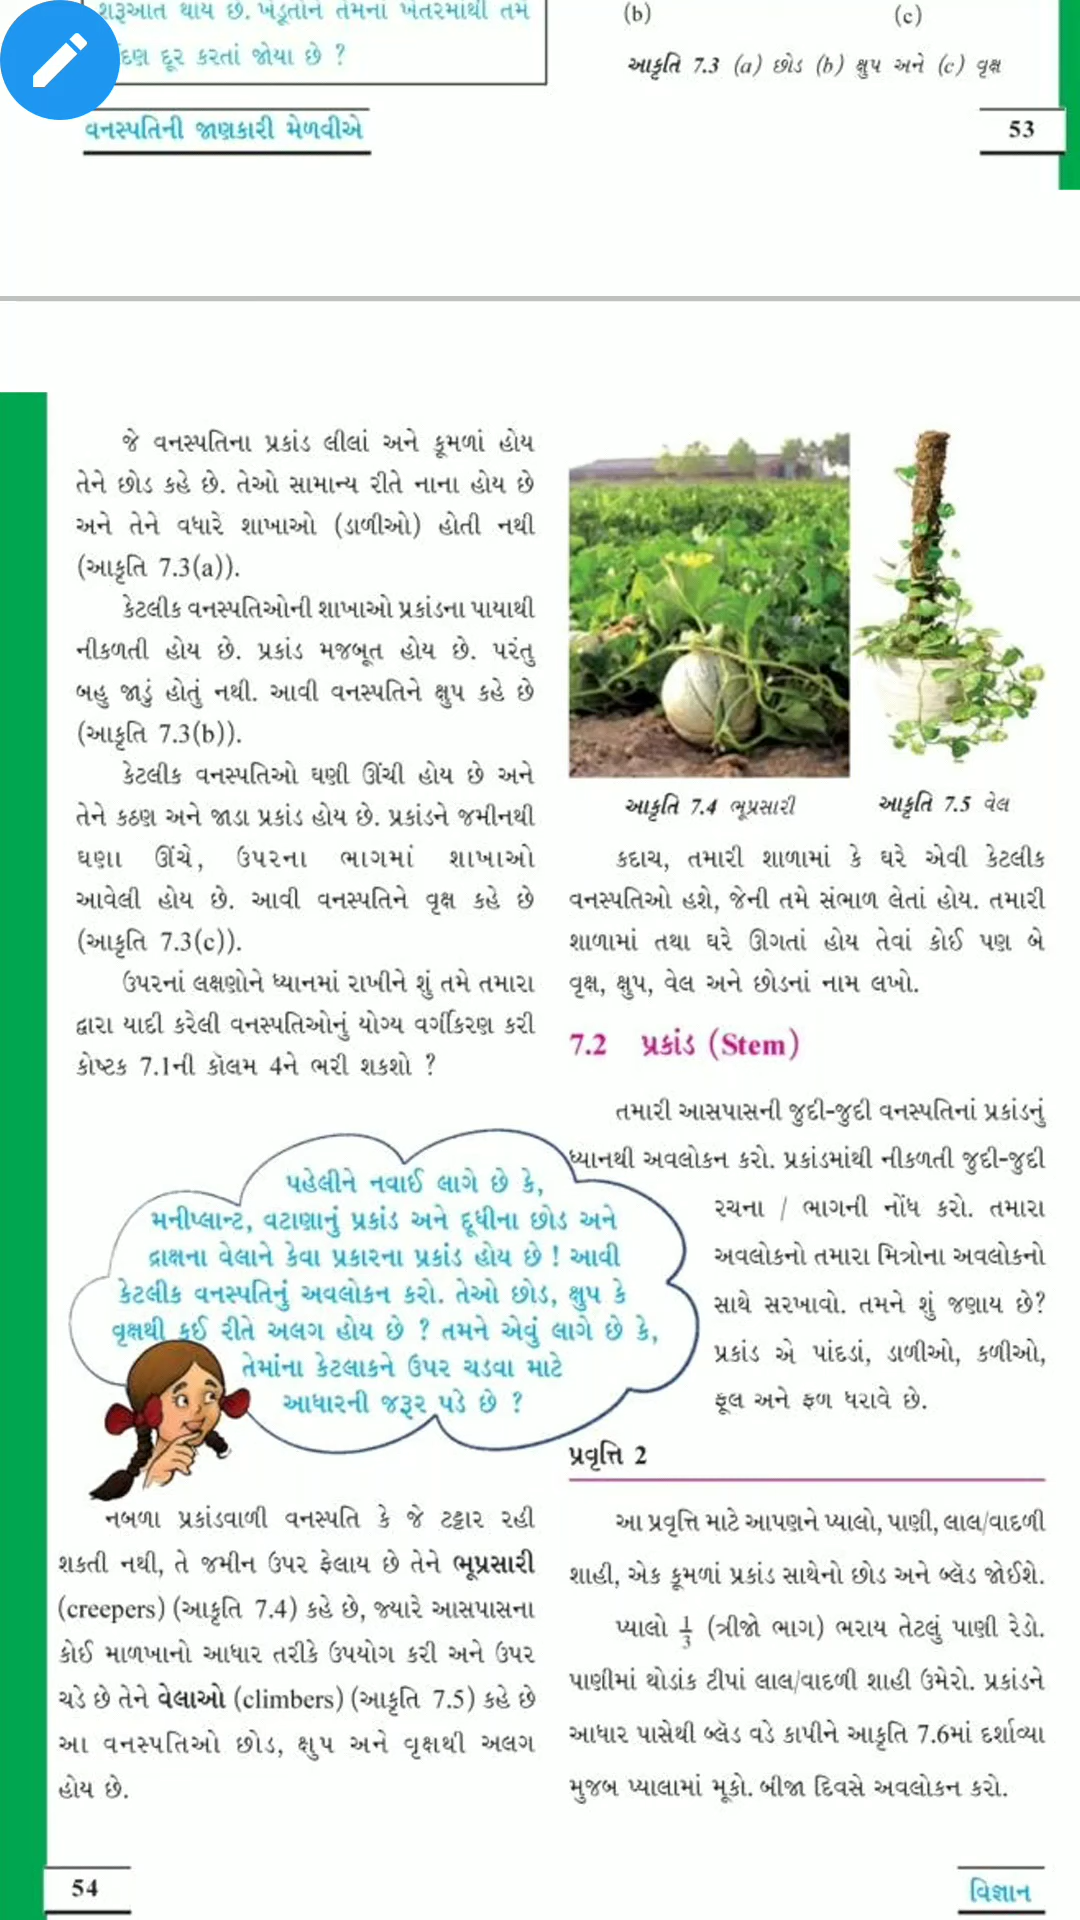 શરૂઆત થાય છે. ખેડૂતોને તેમનાં ખેતરમાંથી તમે
દૂર કરતાં જોયા છે ?
(b) (c)
આકૃતિ 7.3 (a) છોડ (b) ક્ષુપ અને (c) વૃક્ષ
વનસ્પતિની જાણકારી મેળવીએ
53
જે વનસ્પતિના પ્રકાંડ લીલાં અને કૂમળાં હોય
તેને છોડ કહે છે. તેઓ સામાન્ય રીતે નાના હોય છે
અને તેને વધારે શાખાઓ (ડાળીઓ) હોતી નથી
(આકૃતિ 7.3(a)).
કેટલીક વનસ્પતિઓની શાખાઓ પ્રકાંડના પાયાથી
નીકળતી હોય છે. પ્રકાંડ મજબૂત હોય છે. પરંતુ
બહુ જાડું હોતું નથી. આવી વનસ્પતિને ક્ષુપ કહે છે
(આકૃતિ 7.3(b)).
કેટલીક વનસ્પતિઓ ઘણી ઊંચી હોય છે અને
તેને કઠણ અને જાડા પ્રકાંડ હોય છે. પ્રકાંડને જમીનથી
ઘણા ઊંચે, ઉપરના ભાગમાં શાખાઓ
આવેલી હોય છે. આવી વનસ્પતિને વૃક્ષ કહે છે
(આકૃતિ 7.3(c)).
ઉપરનાં લક્ષણોને ધ્યાનમાં રાખીને શું તમે તમારા
દ્વારા યાદી કરેલી વનસ્પતિઓનું યોગ્ય વર્ગીકરણ કરી
કોષ્ટક 7.1ની કૉલમ 4ને ભરી શકશો ?
પહેલીને નવાઈ લાગે છે કે,
મનીપ્લાન્ટ, વટાણાનું પ્રકાંડ અને દૂધીના છોડ અને
દ્રાક્ષના વેલાને કેવા પ્રકારના પ્રકાંડ હોય છે ! આવી
કેટલીક વનસ્પતિનું અવલોકન કરો. તેઓ છોડ, ક્ષુપ કે
વૃક્ષથી કઈ રીતે અલગ હોય છે ? તમને એવું લાગે છે કે,
તેમાંના કેટલાકને ઉપર ચડવા માટે
આધારની જરૂર પડે છે ?
નબળા પ્રકાંડવાળી વનસ્પતિ કે જે ટટ્ટાર રહી
શકતી નથી, તે જમીન ઉપર ફેલાય છે તેને ભૂપ્રસારી
(creepers) (આકૃતિ 7.4) કહે છે, જ્યારે આસપાસના
કોઈ માળખાનો આધાર તરીકે ઉપયોગ કરી અને ઉપર
ચડે છે તેને વેલાઓ (climbers) (આકૃતિ 7.5) કહે છે
આ વનસ્પતિઓ છોડ, ક્ષુપ અને વૃક્ષથી અલગ
હોય છે.
આકૃતિ 7.4 ભૂપ્રસારી
આકૃતિ 7.5 વેલ
કદાચ, તમારી શાળામાં કે ઘરે એવી કેટલીક
વનસ્પતિઓ હશે, જેની તમે સંભાળ લેતાં હોય. તમારી
શાળામાં તથા ઘરે ઊગતાં હોય તેવાં કોઈ પણ બે
વૃક્ષ, ક્ષુપ, વેલ અને છોડનાં નામ લખો.
7.2 પ્રકાંડ (Stem)
તમારી આસપાસની જુદી-જુદી વનસ્પતિનાં પ્રકાંડનું
ધ્યાનથી અવલોકન કરો. પ્રકાંડમાંથી નીકળતી જુદી-જુદી
રચના / ભાગની નોંધ કરો. તમારા
અવલોકનો તમારા મિત્રોના અવલોકનો
સાથે સરખાવો. તમને શું જણાય છે?
પ્રકાંડ એ પાંદડાં, ડાળીઓ, કળીઓ,
ફૂલ અને ફળ ધરાવે છે.
પ્રવૃત્તિ 2
આ પ્રવૃત્તિ માટે આપણને પ્યાલો, પાણી, લાલ/વાદળી
શાહી, એક કૂમળાં પ્રકાંડ સાથેનો છોડ અને બ્લૅડ જોઈશે.
પ્યાલો 1/3 (ત્રીજો ભાગ) ભરાય તેટલું પાણી રેડો.
પાણીમાં થોડાંક ટીપાં લાલ/વાદળી શાહી ઉમેરો. પ્રકાંડને
આધાર પાસેથી બ્લૅડ વડે કાપીને આકૃતિ 7.6માં દર્શાવ્યા
મુજબ પ્યાલામાં મૂકો. બીજા દિવસે અવલોકન કરો.
54
વિજ્ઞાન